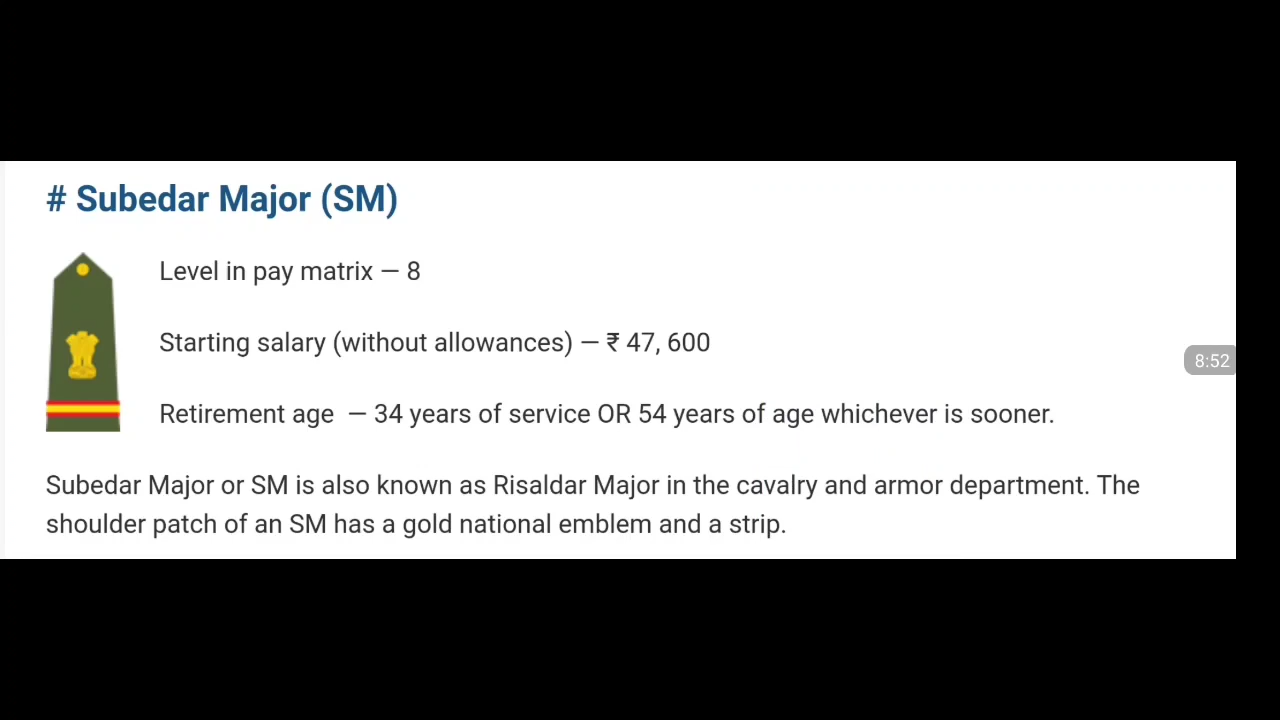 # Subedar Major (SM)
Level in pay matrix — 8
Starting salary (without allowances) — ₹ 47, 600
8:52
Retirement age  — 34 years of service OR 54 years of age whichever is sooner.
Subedar Major or SM is also known as Risaldar Major in the cavalry and armor department. The
shoulder patch of an SM has a gold national emblem and a strip.